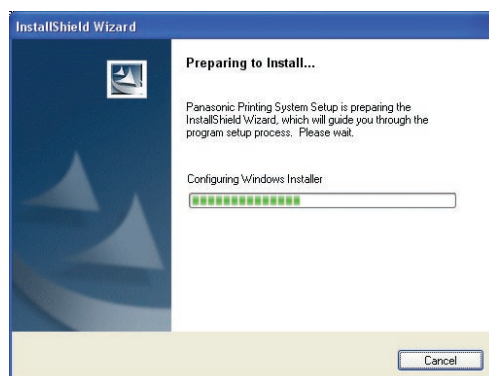 InstallShield Wizard
Preparing to Install...
Panasonic Printing System Setup is preparing the
InstallShield Wizard, which will guide you through the
program setup process.  Please wait.
Configuring Windows Installer
Cancel